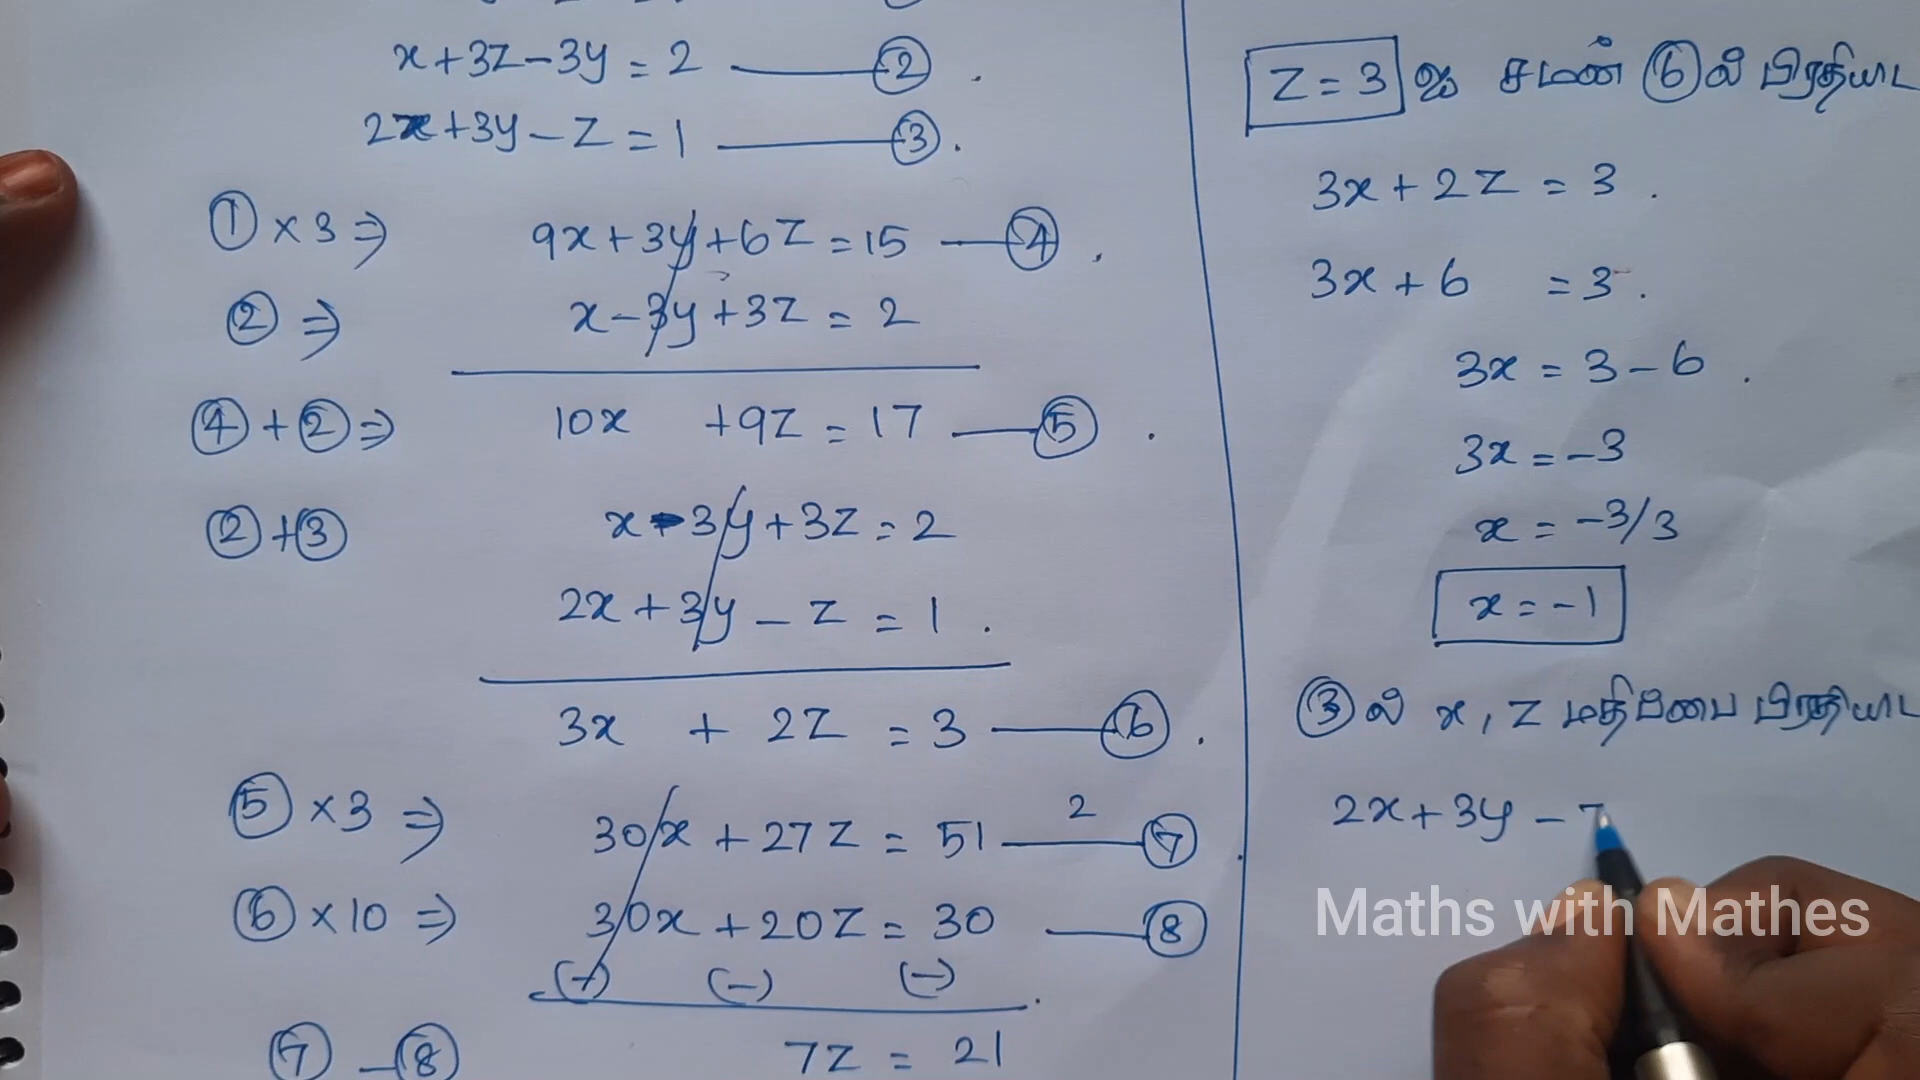 x+3z-3y = 2 ——— ②
2x+3y-z = 1 ——— ③.
① × 3 ⇒ 9x+3y+6z = 15 — ④
② ⇒ x-3y+3z = 2
④+② ⇒ 10x +9z = 17 — ⑤
②+③ x-3y+3z = 2
2x+3y-z = 1
3x + 2z = 3 — ⑥
⑤ × 3 ⇒ 30x+27z = 51 — ⑦
2
⑥ × 10 ⇒ 30x+20z = 30 — ⑧
(-) (-) (-)
⑦ - ⑧ 7z = 21
z = 3 ஐ சமன் ⑥ல் பிரதியிட
3x+2z = 3
3x+6 = 3
3x = 3-6
3x = -3
x = -3/3
x = -1
③ல் x, z மதிப்பை பிரதியிட
2x+3y-z
Maths with Mathes